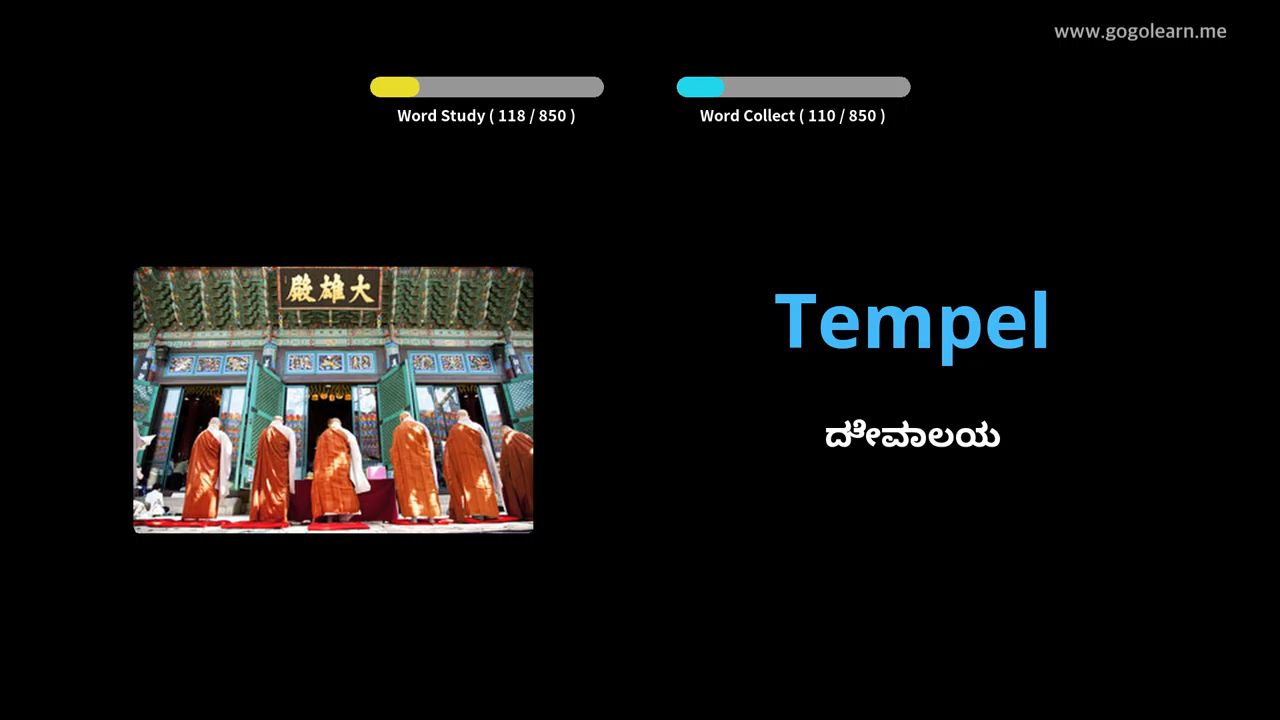 www.gogolearn.me
Word Study ( 118 / 850 )
Word Collect ( 110 / 850 )
殿雄大
Tempel
ದೇವಾಲಯ